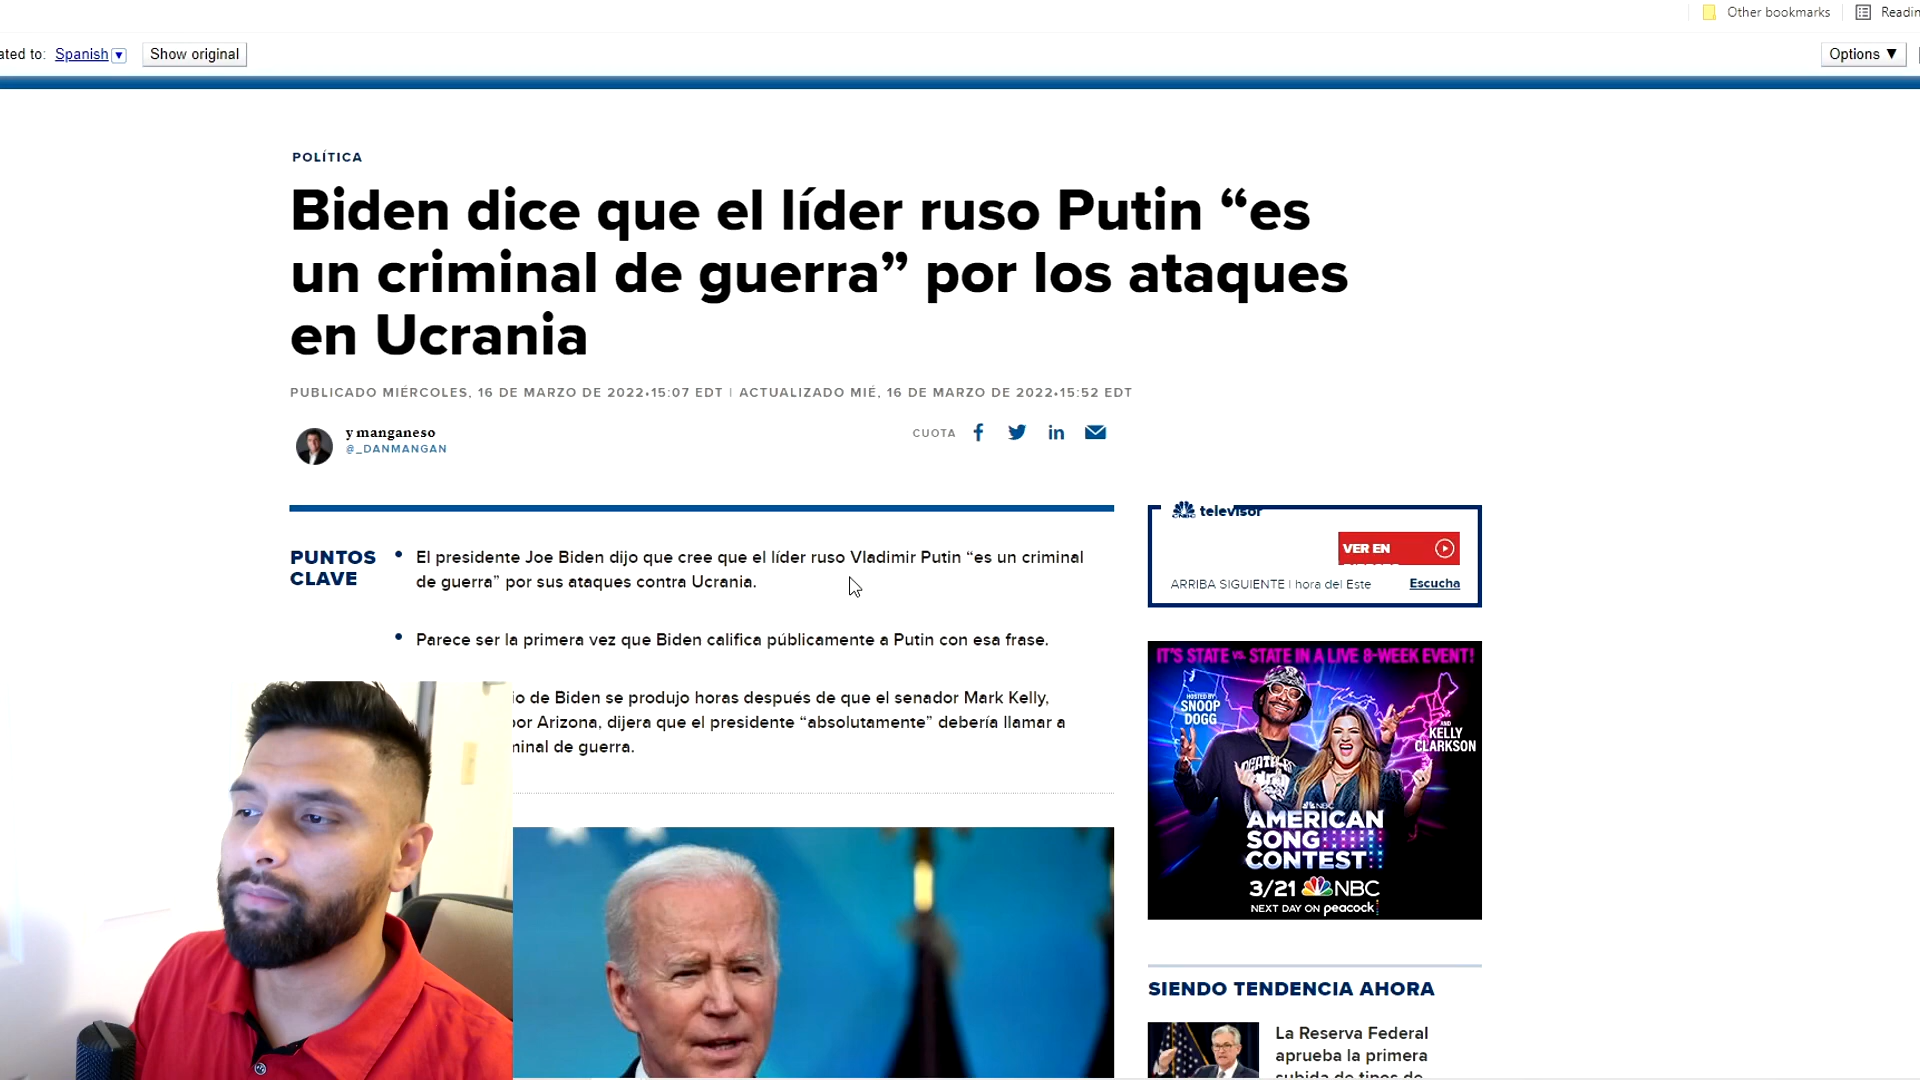 Other bookmarks
Readin
ated to: Spanish ▼ Show original
Options ▼
POLÍTICA
Biden dice que el líder ruso Putin “es
un criminal de guerra” por los ataques
en Ucrania
PUBLICADO MIÉRCOLES, 16 DE MARZO DE 2022•15:07 EDT | ACTUALIZADO MIÉ, 16 DE MARZO DE 2022•15:52 EDT
y manganeso
@_DANMANGAN
CUOTA
PUNTOS
CLAVE
El presidente Joe Biden dijo que cree que el líder ruso Vladimir Putin “es un criminal
de guerra” por sus ataques contra Ucrania.
Parece ser la primera vez que Biden califica públicamente a Putin con esa frase.
io de Biden se produjo horas después de que el senador Mark Kelly,
por Arizona, dijera que el presidente “absolutamente” debería llamar a
minal de guerra.
CNBC televisor
VER EN
ARRIBA SIGUIENTE | hora del Este
Escucha
IT'S STATE VS. STATE IN A LIVE 8-WEEK EVENT!
HOSTED BY
SNOOP
DOGG
AND
KELLY
CLARKSON
NBC
AMERICAN
SONG
CONTEST
3/21 NBC
NEXT DAY ON peacock
SIENDO TENDENCIA AHORA
La Reserva Federal
aprueba la primera
subida de tipos de